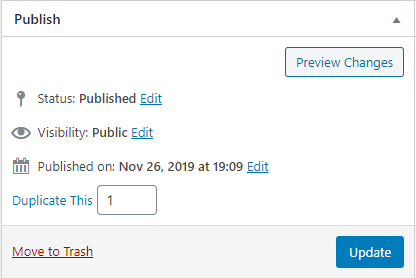 Publish
Preview Changes
Status: Published Edit
Visibility: Public Edit
Published on: Nov 26, 2019 at 19:09 Edit
Duplicate This 1
Move to Trash Update